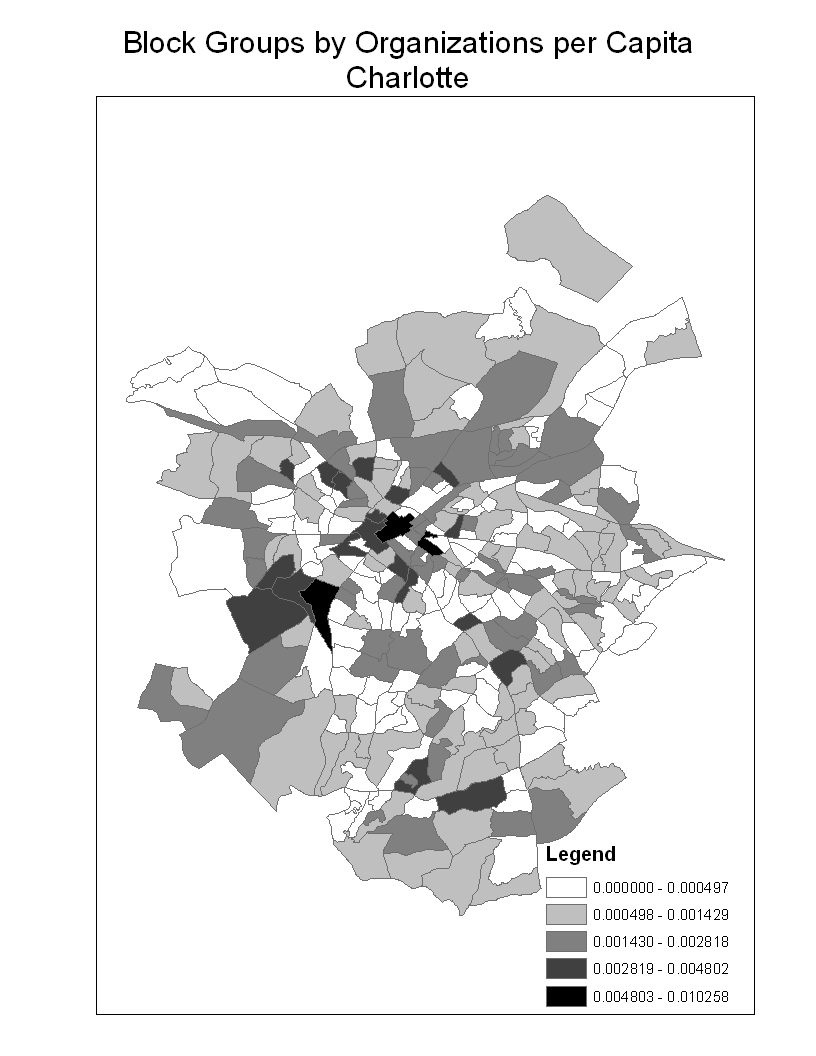 Block Groups by Organizations per Capita
Charlotte
Legend
0.000000 - 0.000497
0.000498 - 0.001429
0.001430 - 0.002818
0.002819 - 0.004802
0.004803 - 0.010258